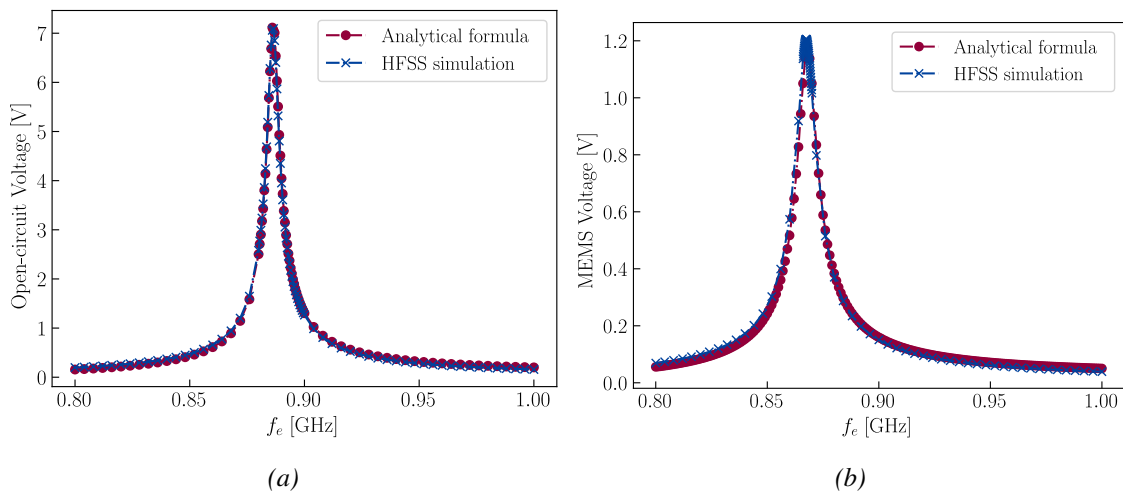 Open-circuit Voltage [V]
7
6
5
4
3
2
1
0
Analytical formula
HFSS simulation
0.80 0.85 0.90 0.95 1.00
f_e [GHz]
(a)
MEMS Voltage [V]
1.2
1.0
0.8
0.6
0.4
0.2
0.0
Analytical formula
HFSS simulation
0.80 0.85 0.90 0.95 1.00
f_e [GHz]
(b)